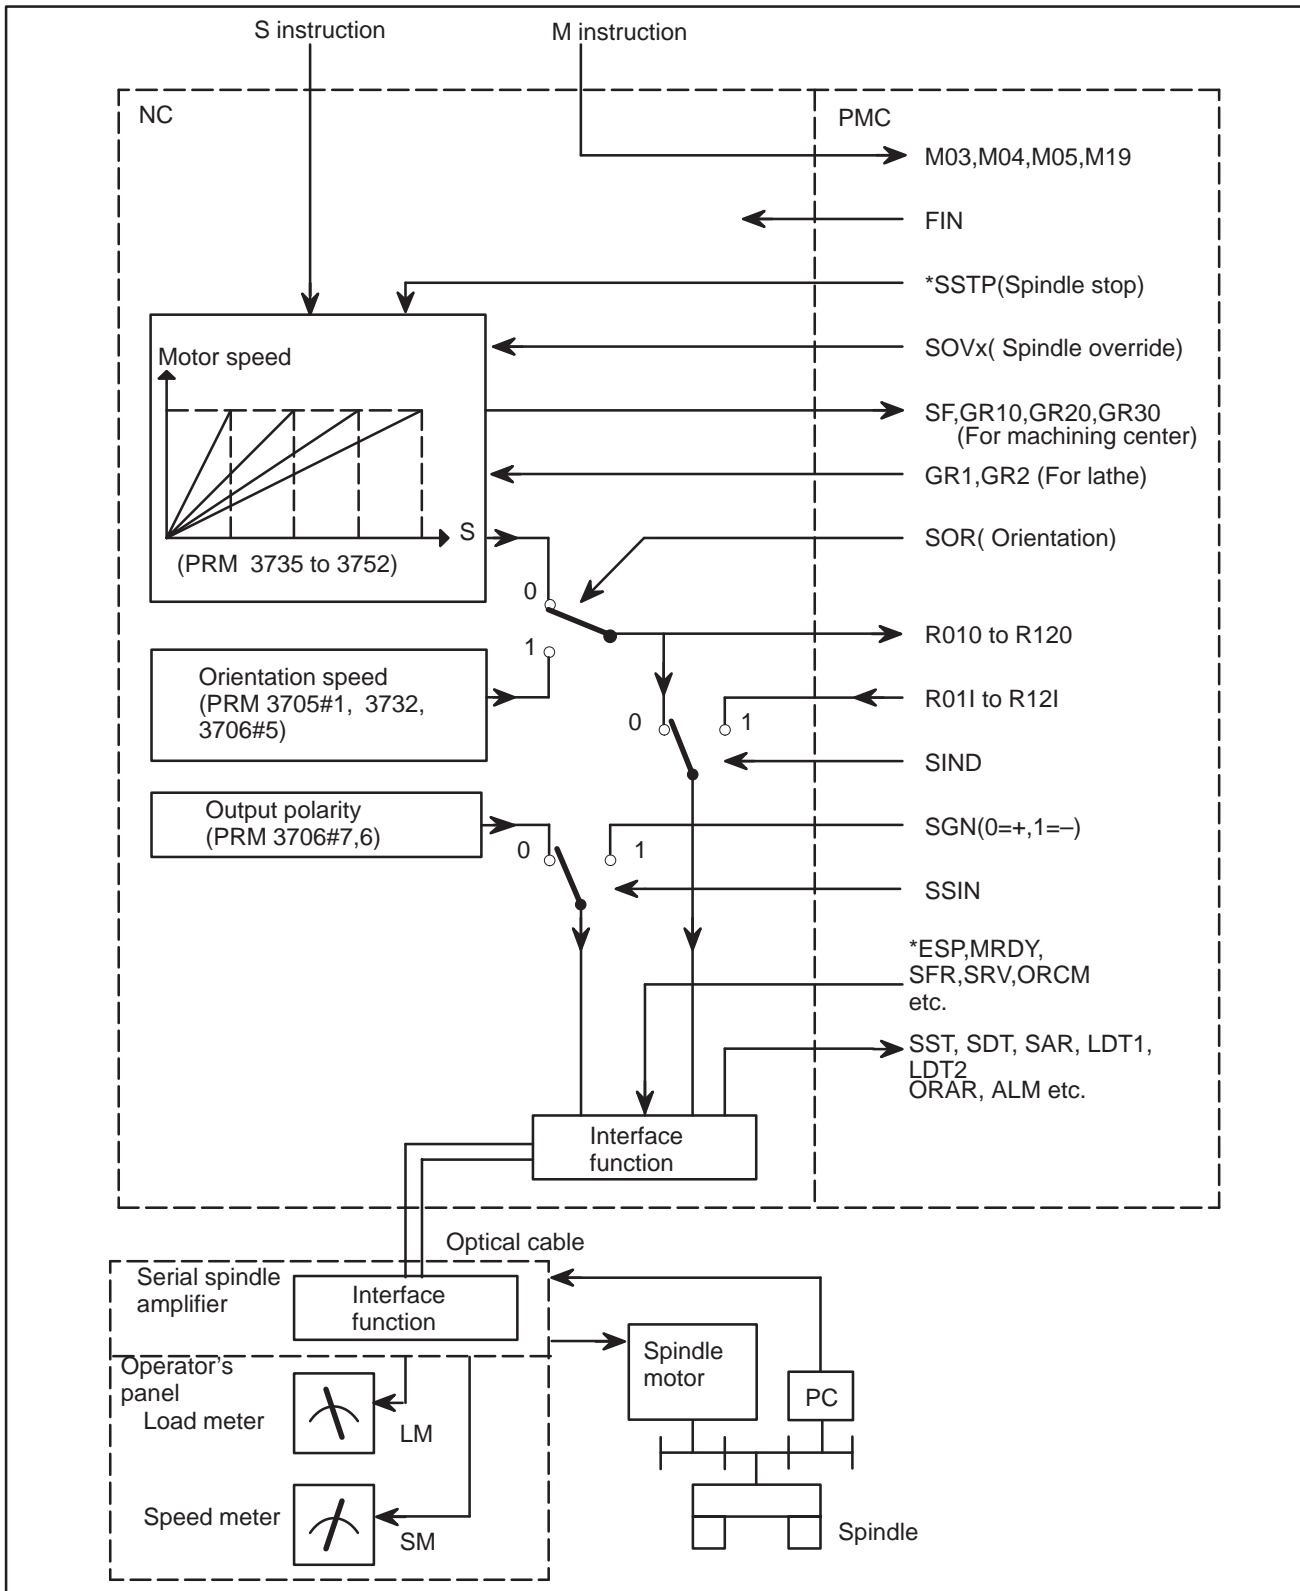 S instruction
M instruction
NC
PMC
M03,M04,M05,M19
FIN
*SSTP(Spindle stop)
Motor speed
SOVx( Spindle override)
SF,GR10,GR20,GR30
(For machining center)
GR1,GR2 (For lathe)
S
(PRM 3735 to 3752)
SOR( Orientation)
0
1
R010 to R120
Orientation speed
(PRM 3705#1, 3732,
3706#5)
R01I to R12I
0
1
SIND
Output polarity
(PRM 3706#7,6)
SGN(0=+,1=–)
0
1
SSIN
*ESP,MRDY,
SFR,SRV,ORCM
etc.
SST, SDT, SAR, LDT1,
LDT2
ORAR, ALM etc.
Interface
function
Optical cable
Serial spindle
amplifier
Interface
function
Operator's
panel
Load meter
LM
Spindle
motor
PC
Speed meter
SM
Spindle